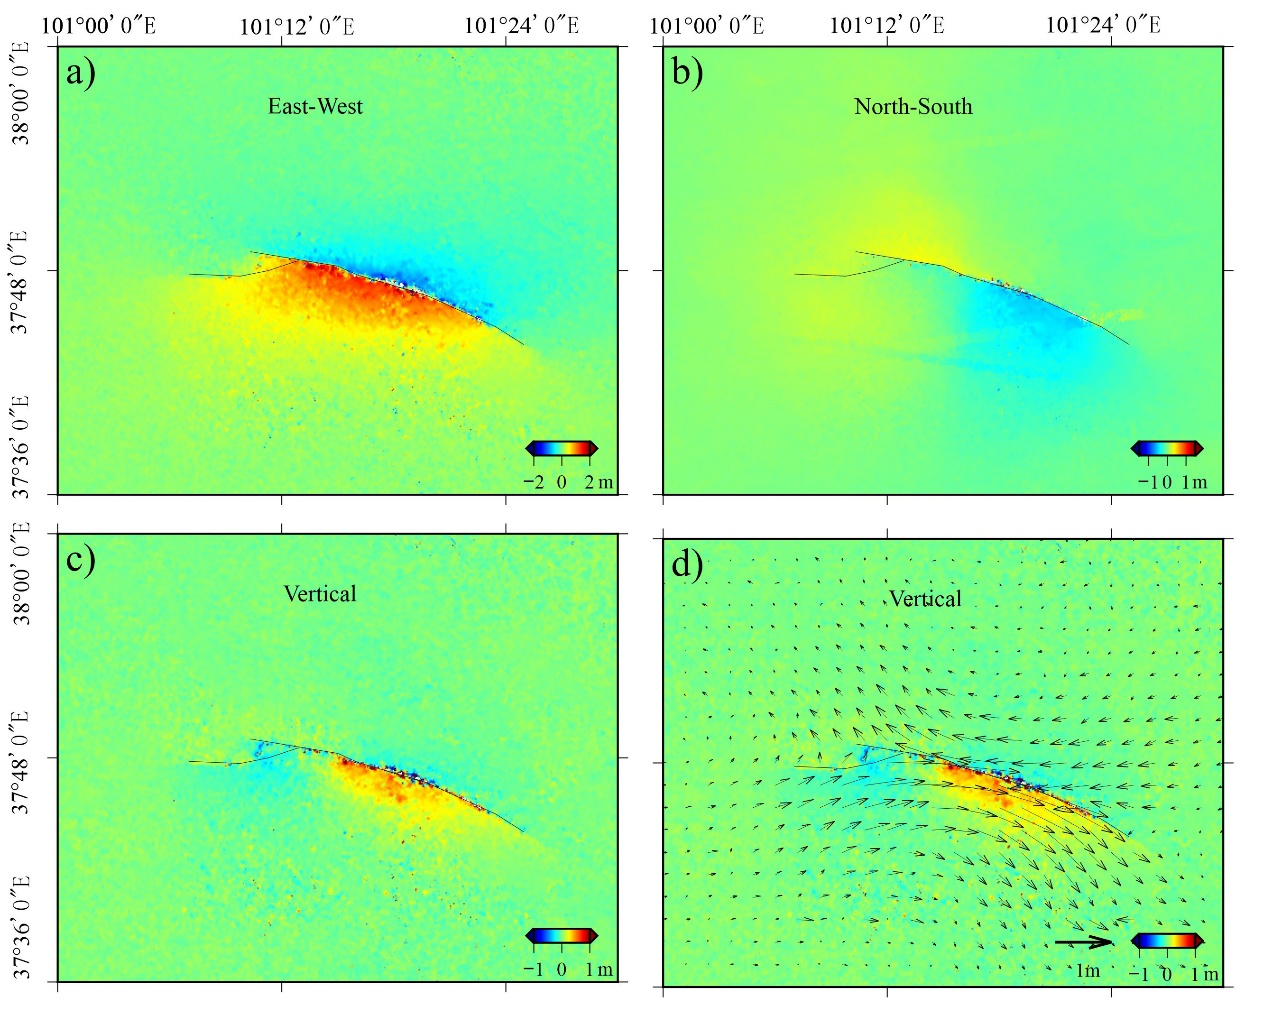 101°00′ 0″E 101°12′ 0″E 101°24′ 0″E 101°00′ 0″E 101°12′ 0″E 101°24′ 0″E
a)
East-West
38°00′ 0″E
37°48′ 0″E
37°36′ 0″E
−2 0 2 m
b)
North-South
−1 0 1 m
c)
Vertical
38°00′ 0″E
37°48′ 0″E
37°36′ 0″E
−1 0 1 m
d)
Vertical
1m
−1 0 1 m